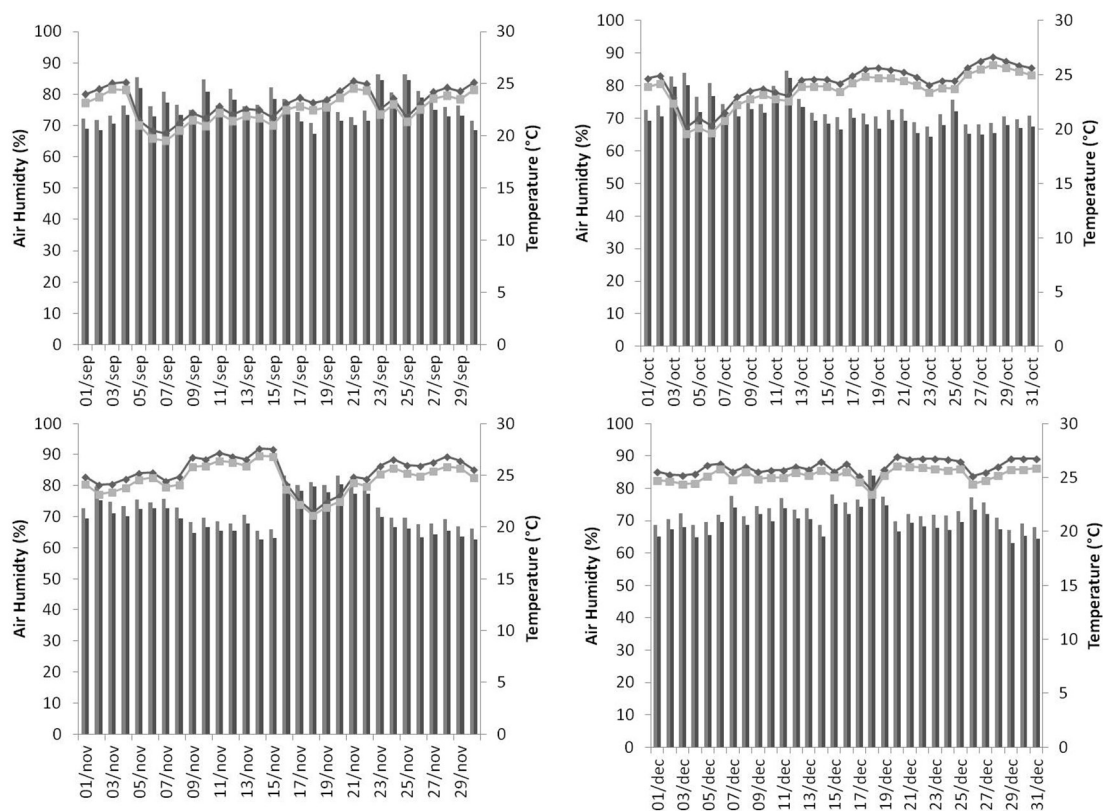 Air Humidty (%)
100
90
80
70
60
50
40
30
20
10
0
30
25
20
15
10
5
0
Temperature (°C)
01/sep
03/sep
05/sep
07/sep
09/sep
11/sep
13/sep
15/sep
17/sep
19/sep
21/sep
23/sep
25/sep
27/sep
29/sep
Air Humidty (%)
100
90
80
70
60
50
40
30
20
10
0
30
25
20
15
10
5
0
Temperature (°C)
01/oct
03/oct
05/oct
07/oct
09/oct
11/oct
13/oct
15/oct
17/oct
19/oct
21/oct
23/oct
25/oct
27/oct
29/oct
31/oct
Air Humidty (%)
100
90
80
70
60
50
40
30
20
10
0
30
25
20
15
10
5
0
Temperature (°C)
01/nov
03/nov
05/nov
07/nov
09/nov
11/nov
13/nov
15/nov
17/nov
19/nov
21/nov
23/nov
25/nov
27/nov
29/nov
Air Humidty (%)
100
90
80
70
60
50
40
30
20
10
0
30
25
20
15
10
5
0
Temperature (°C)
01/dec
03/dec
05/dec
07/dec
09/dec
11/dec
13/dec
15/dec
17/dec
19/dec
21/dec
23/dec
25/dec
27/dec
29/dec
31/dec